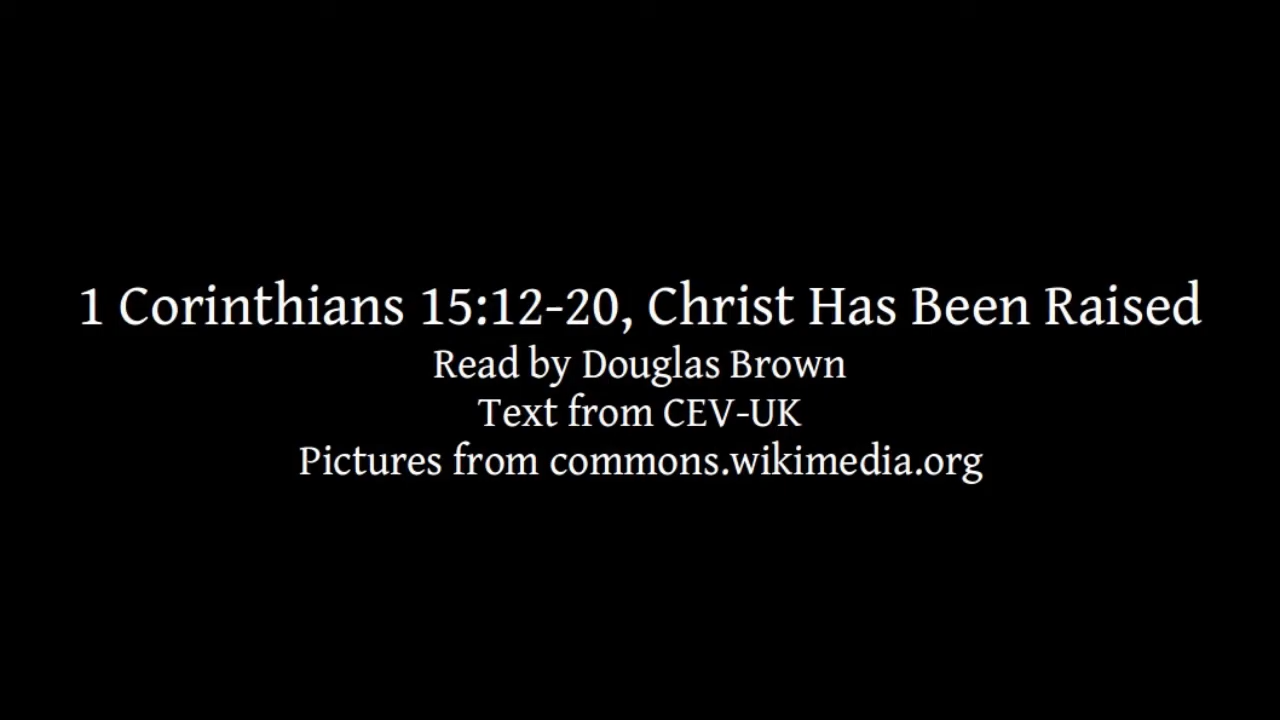 1 Corinthians 15:12-20, Christ Has Been Raised
Read by Douglas Brown
Text from CEV-UK
Pictures from commons.wikimedia.org